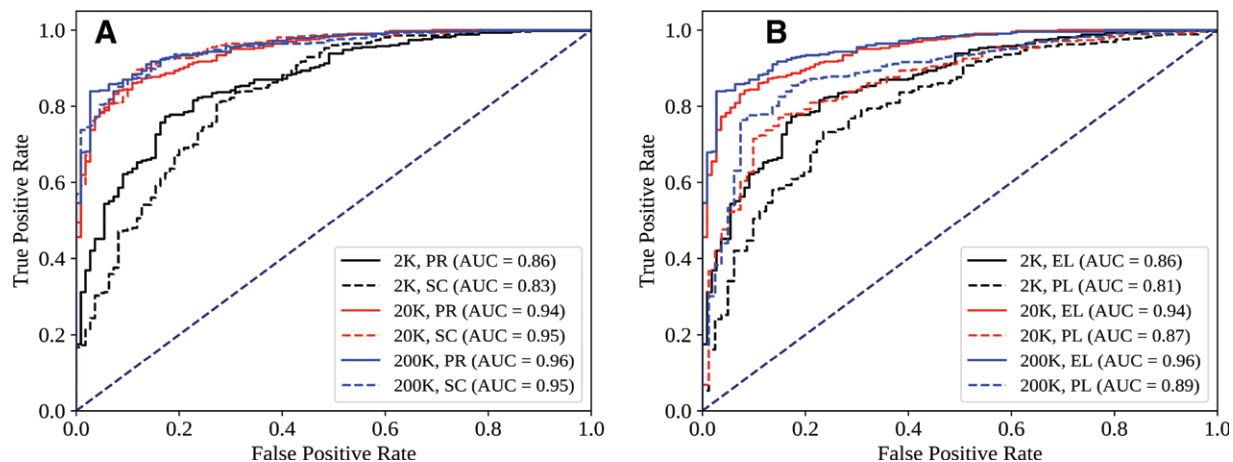 A
True Positive Rate
1.0
0.8
0.6
0.4
0.2
0.0
2K, PR (AUC = 0.86)
2K, SC (AUC = 0.83)
20K, PR (AUC = 0.94)
20K, SC (AUC = 0.95)
200K, PR (AUC = 0.96)
200K, SC (AUC = 0.95)
0.0 0.2 0.4 0.6 0.8 1.0
False Positive Rate
B
True Positive Rate
1.0
0.8
0.6
0.4
0.2
0.0
2K, EL (AUC = 0.86)
2K, PL (AUC = 0.81)
20K, EL (AUC = 0.94)
20K, PL (AUC = 0.87)
200K, EL (AUC = 0.96)
200K, PL (AUC = 0.89)
0.0 0.2 0.4 0.6 0.8 1.0
False Positive Rate